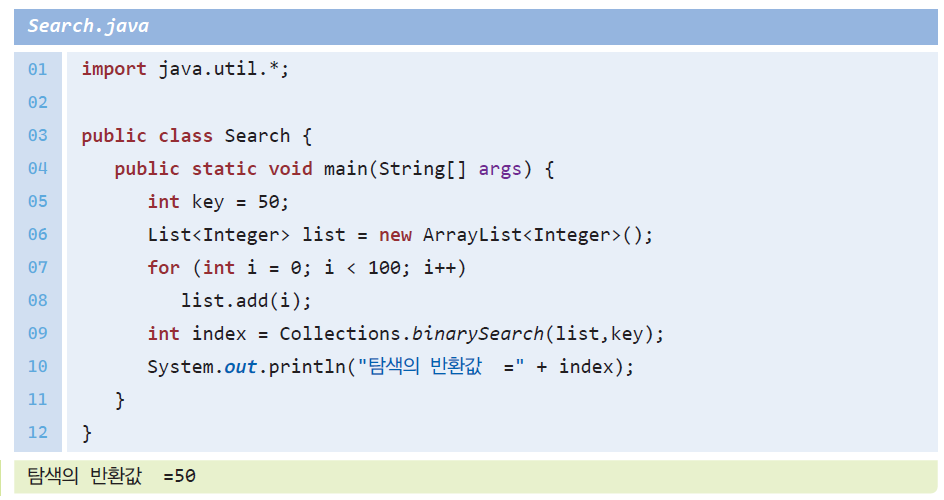 Search.java
01 import java.util.*;
02
03 public class Search {
04 public static void main(String[] args) {
05 int key = 50;
06 List<Integer> list = new ArrayList<Integer>();
07 for (int i = 0; i < 100; i++)
08 list.add(i);
09 int index = Collections.binarySearch(list,key);
10 System.out.println("탐색의 반환값  =" + index);
11 }
12 }
탐색의 반환값  =50